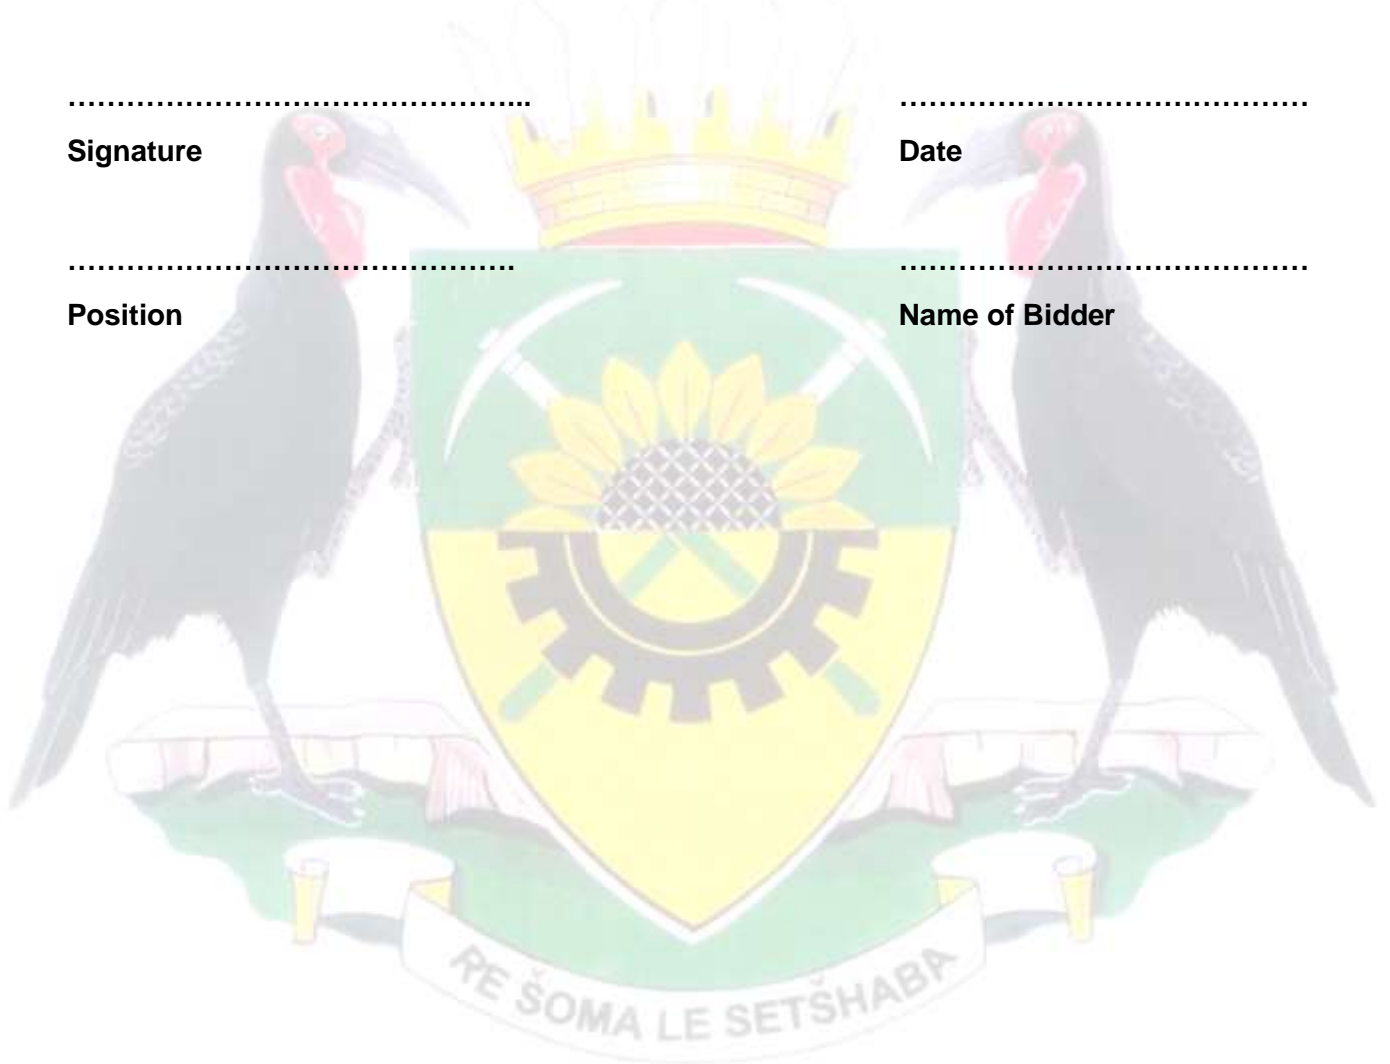 …………………………………………...
……………………………………
Signature
Date
……………………………………….
……………………………………
Position
Name of Bidder
RE ŠOMA LE SETŠHABA